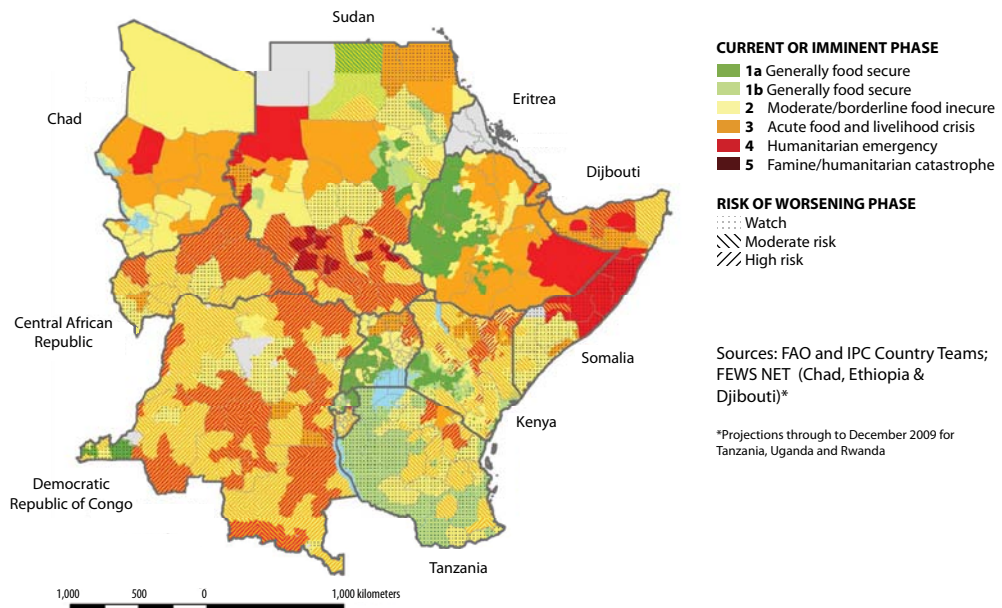 Sudan
Chad
Eritrea
Djibouti
Central African
Republic
Somalia
Kenya
Democratic
Republic of Congo
Tanzania
1,000 500 0 1,000 kilometers
CURRENT OR IMMINENT PHASE
1a Generally food secure
1b Generally food secure
2 Moderate/borderline food inecure
3 Acute food and livelihood crisis
4 Humanitarian emergency
5 Famine/humanitarian catastrophe
RISK OF WORSENING PHASE
Watch
Moderate risk
High risk
Sources: FAO and IPC Country Teams;
FEWS NET (Chad, Ethiopia &
Djibouti)*
*Projections through to December 2009 for
Tanzania, Uganda and Rwanda